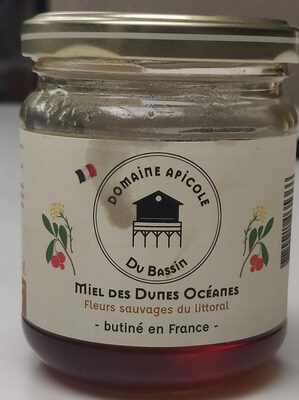 Domaine Apicole
Du Bassin
Miel des Dunes Océanes
Fleurs sauvages du littoral
- butiné en France -